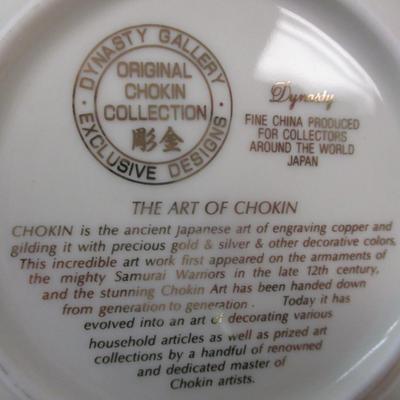 DYNASTY GALLERY
ORIGINAL
CHOKIN
COLLECTION
彫金
· EXCLUSIVE DESIGNS ·
Dynasty
FINE CHINA PRODUCED
FOR COLLECTORS
AROUND THE WORLD
JAPAN
THE ART OF CHOKIN
CHOKIN is the ancient Japanese art of engraving copper and
gilding it with precious gold & silver & other decorative colors,
This incredible art work first appeared on the armaments of
the mighty Samurai Warriors in the late 12th century,
and the stunning Chokin Art has been handed down
from generation to generation. Today it has
evolved into an art of decorating various
household articles as well as prized art
collections by a handful of renowned
and dedicated master of
Chokin artists.